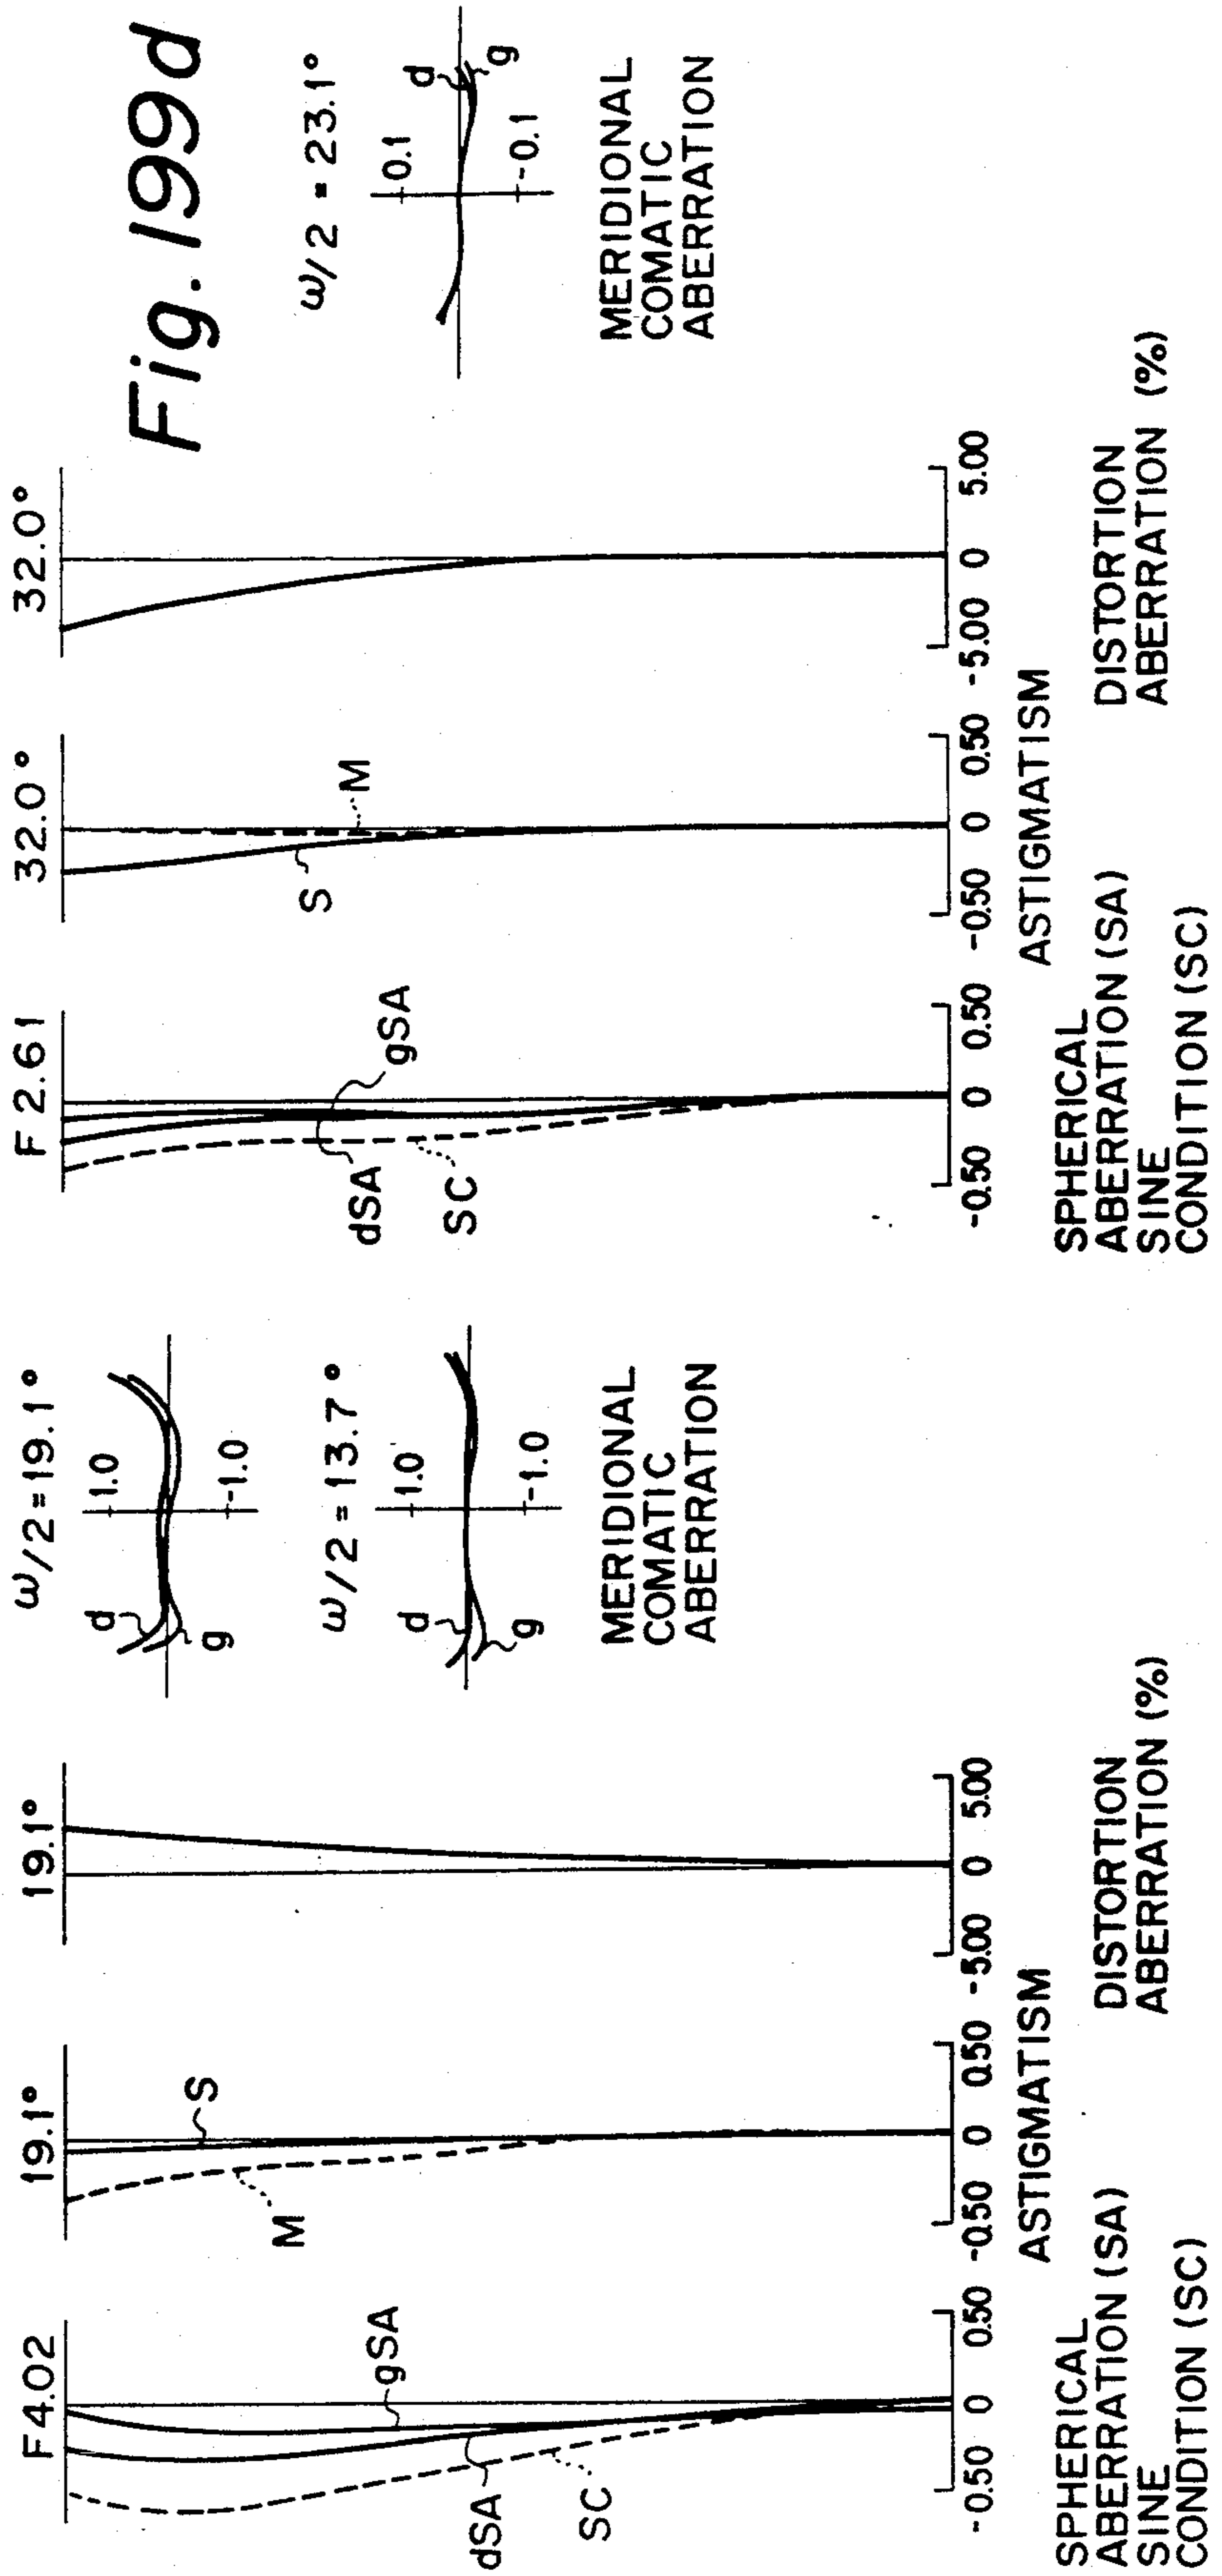 Fig. 199d
F4.02
gSA
dSA
SC
-0.50 0 0.50
SPHERICAL
ABERRATION (SA)
SINE
CONDITION (SC)
19.1°
S
M
-0.50 0 0.50
ASTIGMATISM
19.1°
-5.00 0 5.00
DISTORTION
ABERRATION (%)
ω/2=19.1°
1.0
d
g
-1.0
ω/2=13.7°
1.0
d
g
-1.0
MERIDIONAL
COMATIC
ABERRATION
F 2.61
gSA
dSA
SC
-0.50 0 0.50
SPHERICAL
ABERRATION (SA)
SINE
CONDITION (SC)
32.0°
M
S
-0.50 0 0.50
ASTIGMATISM
32.0°
-5.00 0 5.00
DISTORTION
ABERRATION (%)
ω/2 = 23.1°
0.1
d
g
-0.1
MERIDIONAL
COMATIC
ABERRATION